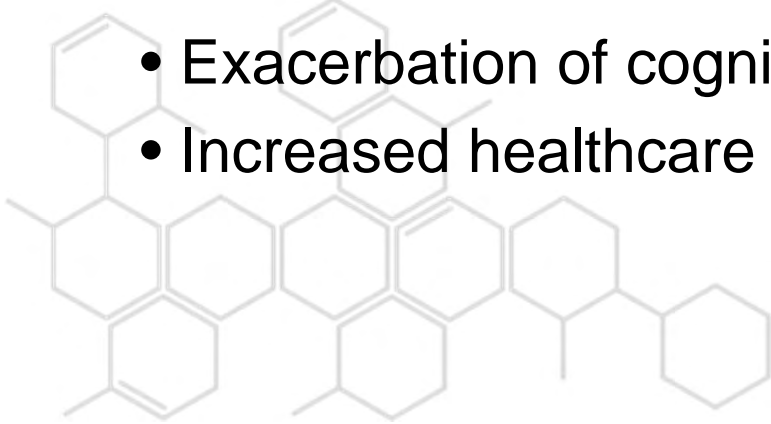 • Exacerbation of cogni
• Increased healthcare